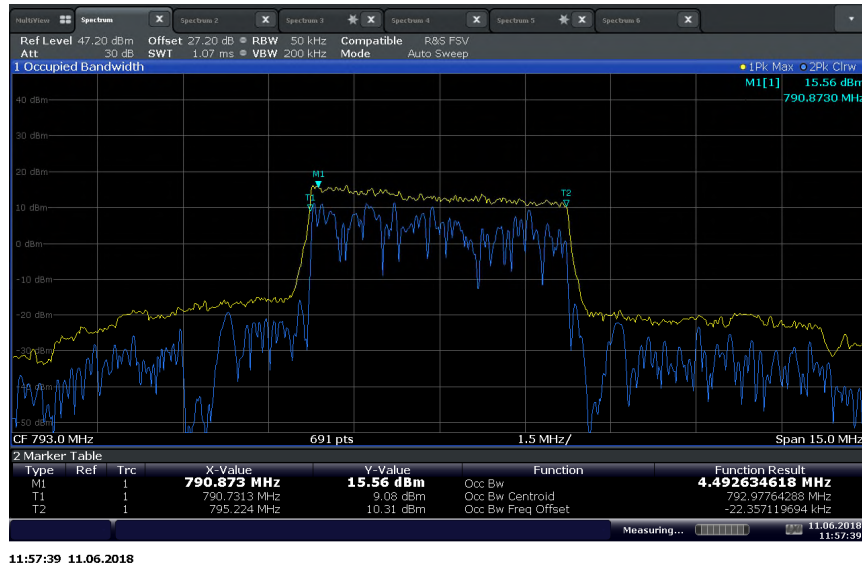 MultiView Spectrum X Spectrum 2 X Spectrum 3 X Spectrum 4 X Spectrum 5 X Spectrum 6 X
Ref Level 47.20 dBm Offset 27.20 dB RBW 50 kHz Compatible R&S FSV
Att 30 dB SWT 1.07 ms VBW 200 kHz Mode Auto Sweep
1 Occupied Bandwidth 1Pk Max 2Pk Clrw
M1[1] 15.56 dBm
790.8730 MHz
40 dBm
30 dBm
20 dBm
M1
T1
T2
10 dBm
0 dBm
-10 dBm
-20 dBm
-30 dBm
-40 dBm
-50 dBm
CF 793.0 MHz 691 pts 1.5 MHz/ Span 15.0 MHz
2 Marker Table
Type Ref Trc X-Value Y-Value Function Function Result
M1 1 790.873 MHz 15.56 dBm Occ Bw 4.492634618 MHz
T1 1 790.7313 MHz 9.08 dBm Occ Bw Centroid 792.97764288 MHz
T2 1 795.224 MHz 10.31 dBm Occ Bw Freq Offset -22.357119694 kHz
Measuring... 11.06.2018
11:57:39
11:57:39 11.06.2018